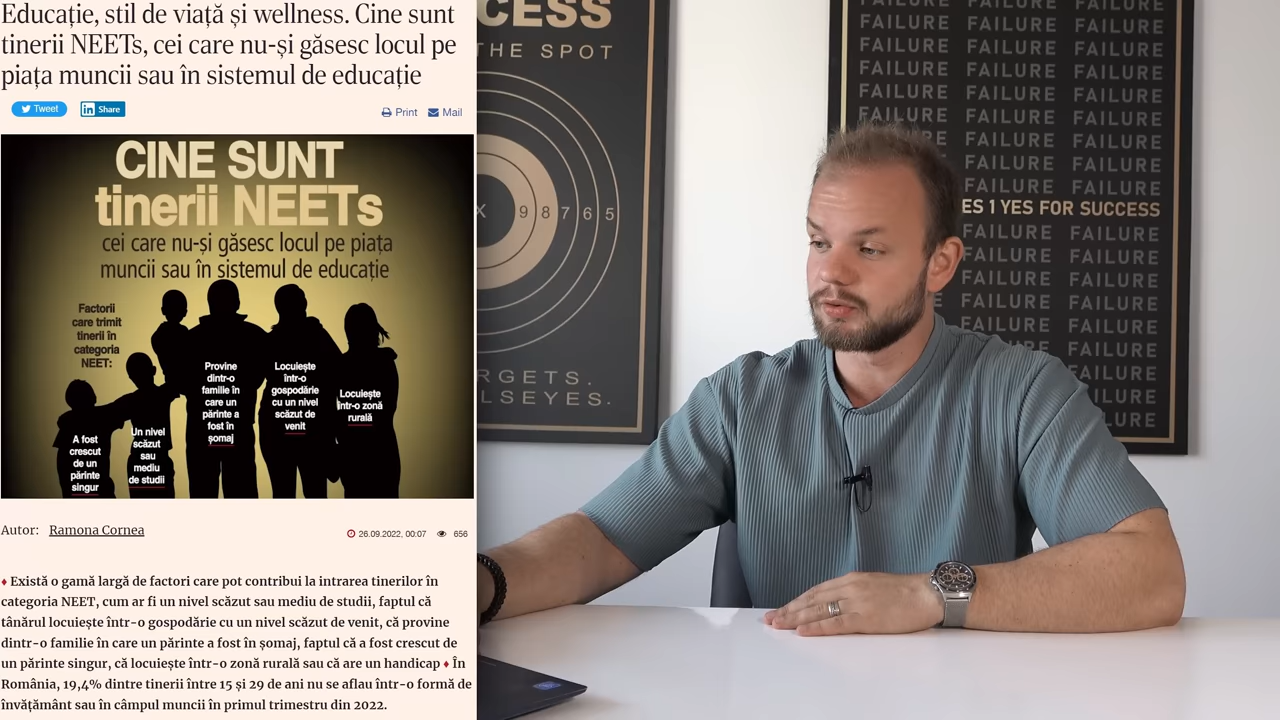 Educație, stil de viață și wellness. Cine sunt
tinerii NEETs, cei care nu-și găsesc locul pe
piața muncii sau în sistemul de educație
Tweet
in Share
Print
Mail
CINE SUNT
tinerii NEETs
cei care nu-și găsesc locul pe piața
muncii sau în sistemul de educație
Factorii
care trimit
tinerii în
categoria
NEET:
A fost
crescut
de un
părinte
singur
Un nivel
scăzut
sau
mediu
de studii
Provine
dintr-o
familie în
care un
părinte a
fost în
șomaj
Locuiește
într-o
gospodărie
cu un nivel
scăzut de
venit
Locuiește
într-o zonă
rurală
Autor: Ramona Cornea
26.09.2022, 00:07
656
♦ Există o gamă largă de factori care pot contribui la intrarea tinerilor în
categoria NEET, cum ar fi un nivel scăzut sau mediu de studii, faptul că
tânărul locuiește într-o gospodărie cu un nivel scăzut de venit, că provine
dintr-o familie în care un părinte a fost în șomaj, faptul că a fost crescut de
un părinte singur, că locuiește într-o zonă rurală sau că are un handicap ♦ În
România, 19,4% dintre tinerii între 15 și 29 de ani nu se aflau într-o formă de
învățământ sau în câmpul muncii în primul trimestru din 2022.
CESS
THE SPOT
X 9 8 7 6 5
RGETS.
LSEYES.
FAILURE FAILURE FAILURE
FAILURE FAILURE FAILURE
FAILURE FAILURE FAILURE
FAILURE FAILURE FAILURE
FAILURE FAILURE FAILURE
FAILURE FAILURE
FAILURE FAILURE
FAILURE FAILURE
ES 1 YES FOR SUCCESS
FAILURE FAILURE
FAILURE FAILURE
FAILURE FAILURE
E FAILURE FAILURE
FAILURE FAILURE
LURE FAILURE
FAILURE
FAILURE
LURE